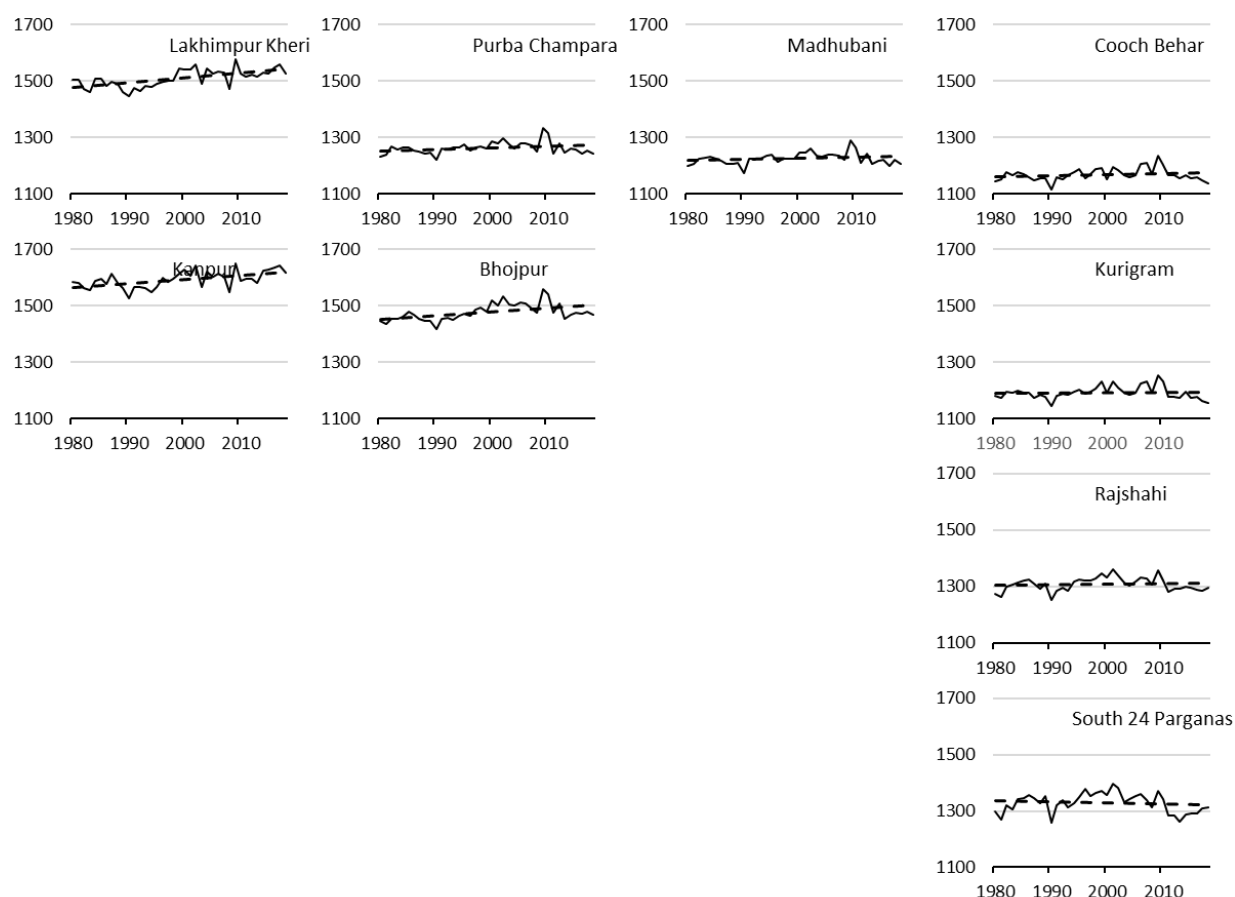 1700 1700 1700 1700
Lakhimpur Kheri Purba Champara Madhubani Cooch Behar
1500 1500 1500 1500
1300 1300 1300 1300
1100 1100 1100 1100
1980 1990 2000 2010 1980 1990 2000 2010 1980 1990 2000 2010 1980 1990 2000 2010
1700 1700 1700
Kanpur Bhojpur Kurigram
1500 1500 1500
1300 1300 1300
1100 1100 1100
1980 1990 2000 2010 1980 1990 2000 2010 1980 1990 2000 2010
1700
Rajshahi
1500
1300
1100
1980 1990 2000 2010
1700
South 24 Parganas
1500
1300
1100
1980 1990 2000 2010